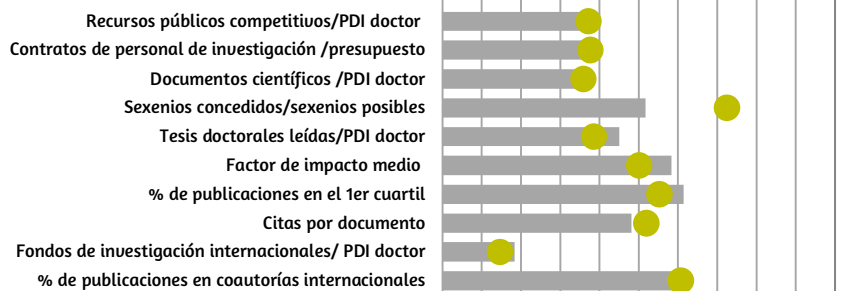 Recursos públicos competitivos/PDI doctor
Contratos de personal de investigación /presupuesto
Documentos científicos /PDI doctor
Sexenios concedidos/sexenios posibles
Tesis doctorales leídas/PDI doctor
Factor de impacto medio
% de publicaciones en el 1er cuartil
Citas por documento
Fondos de investigación internacionales/ PDI doctor
% de publicaciones en coautorías internacionales